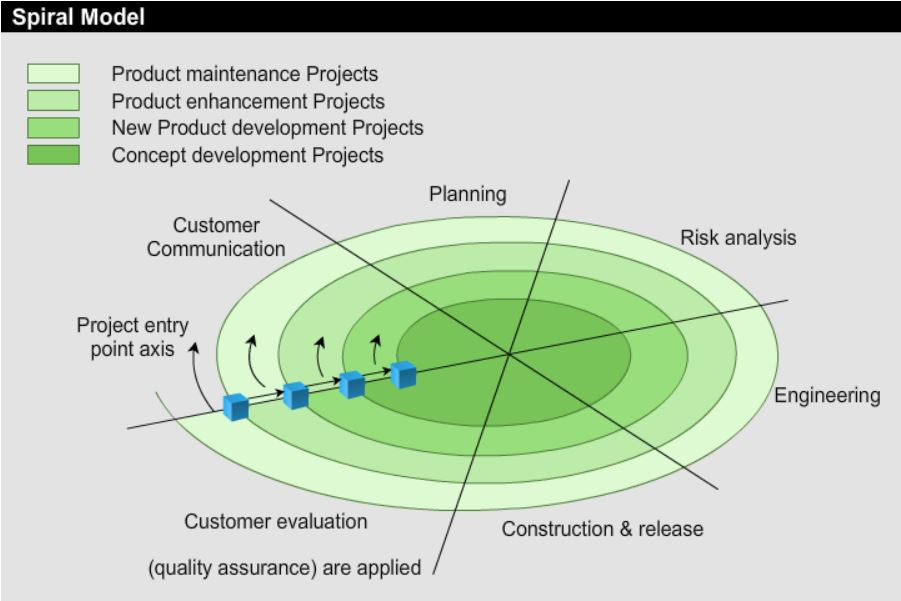 Spiral Model
Product maintenance Projects
Product enhancement Projects
New Product development Projects
Concept development Projects
Planning
Customer
Communication
Risk analysis
Project entry
point axis
Engineering
Customer evaluation
Construction & release
(quality assurance) are applied